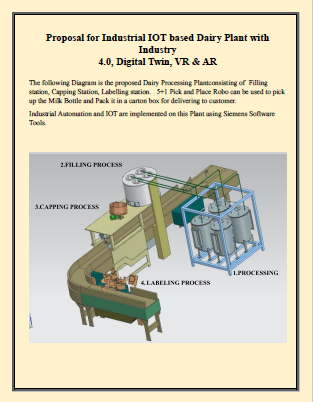 Proposal for Industrial IOT based Dairy Plant with
Industry
4.0, Digital Twin, VR & AR
The following Diagram is the proposed Dairy Processing Plantconsisting of Filling
station, Capping Station, Labelling station. 5+1 Pick and Place Robo can be used to pick
up the Milk Bottle and Pack it in a carton box for delivering to customer.
Industrial Automation and IOT are implemented on this Plant using Siemens Software
Tools.
2.FILLING PROCESS
3.CAPPING PROCESS
1.PROCESSING
4. LABELING PROCESS